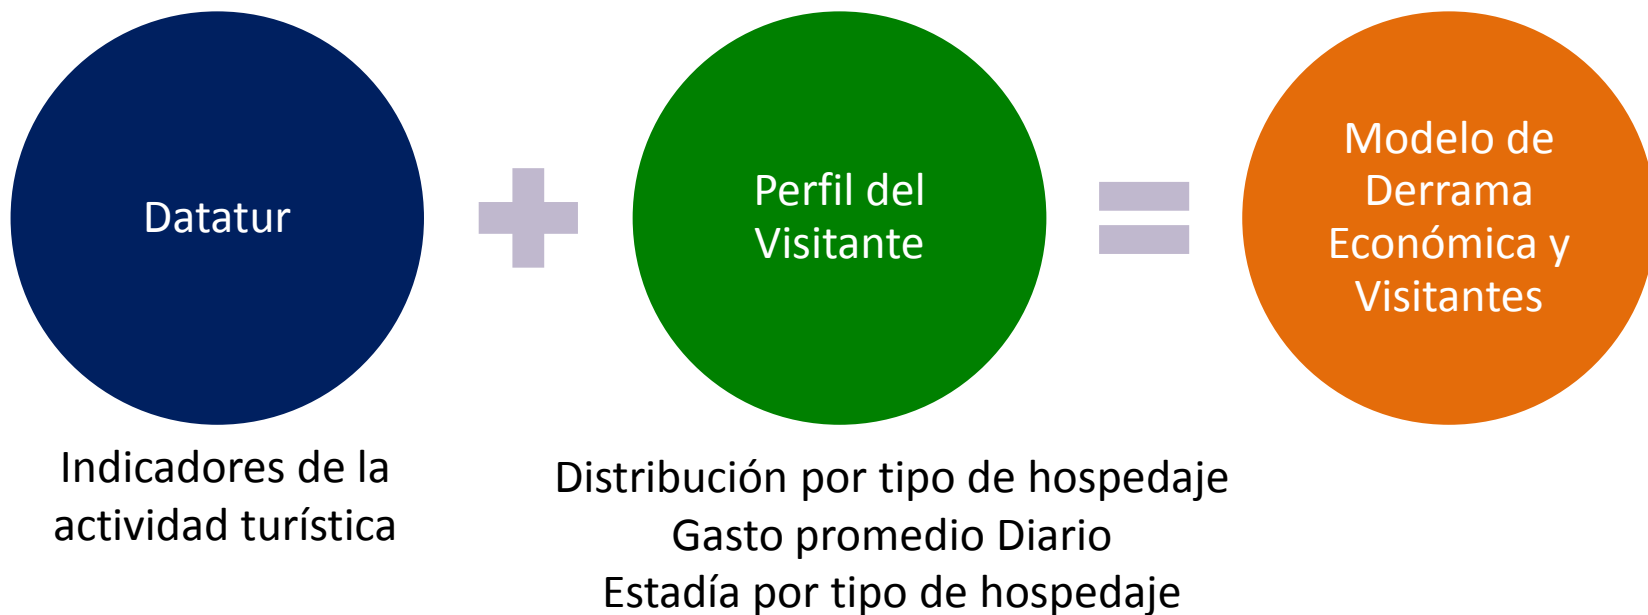 Datatur
Indicadores de la
actividad turística
Perfil del
Visitante
Distribución por tipo de hospedaje
Gasto promedio Diario
Estadía por tipo de hospedaje
Modelo de
Derrama
Económica y
Visitantes